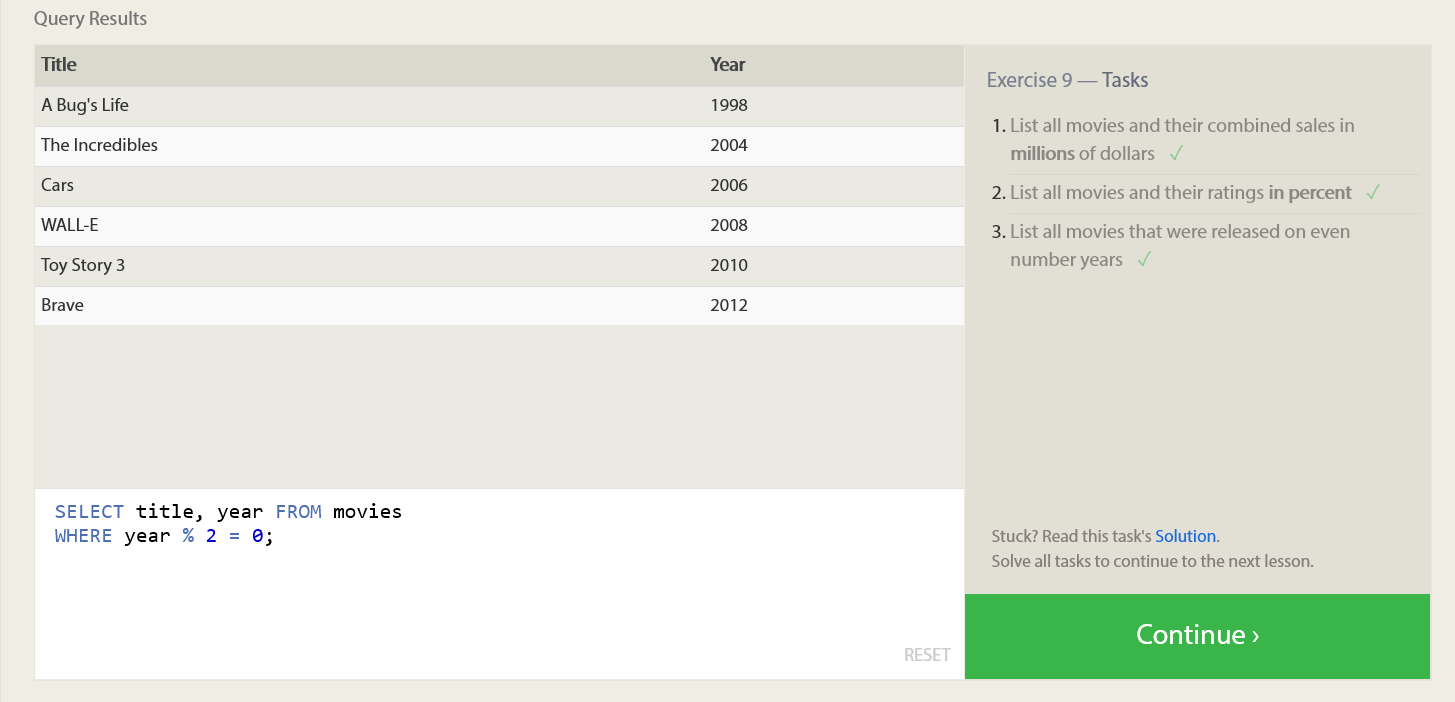 Query Results
Title Year
A Bug's Life 1998
The Incredibles 2004
Cars 2006
WALL-E 2008
Toy Story 3 2010
Brave 2012
SELECT title, year FROM movies
WHERE year % 2 = 0;
RESET
Exercise 9 — Tasks
1. List all movies and their combined sales in
millions of dollars ✓
2. List all movies and their ratings in percent ✓
3. List all movies that were released on even
number years ✓
Stuck? Read this task's Solution.
Solve all tasks to continue to the next lesson.
Continue ›